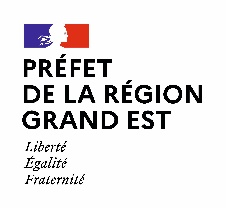 PRÉFET
DE LA RÉGION
GRAND EST
Liberté
Égalité
Fraternité